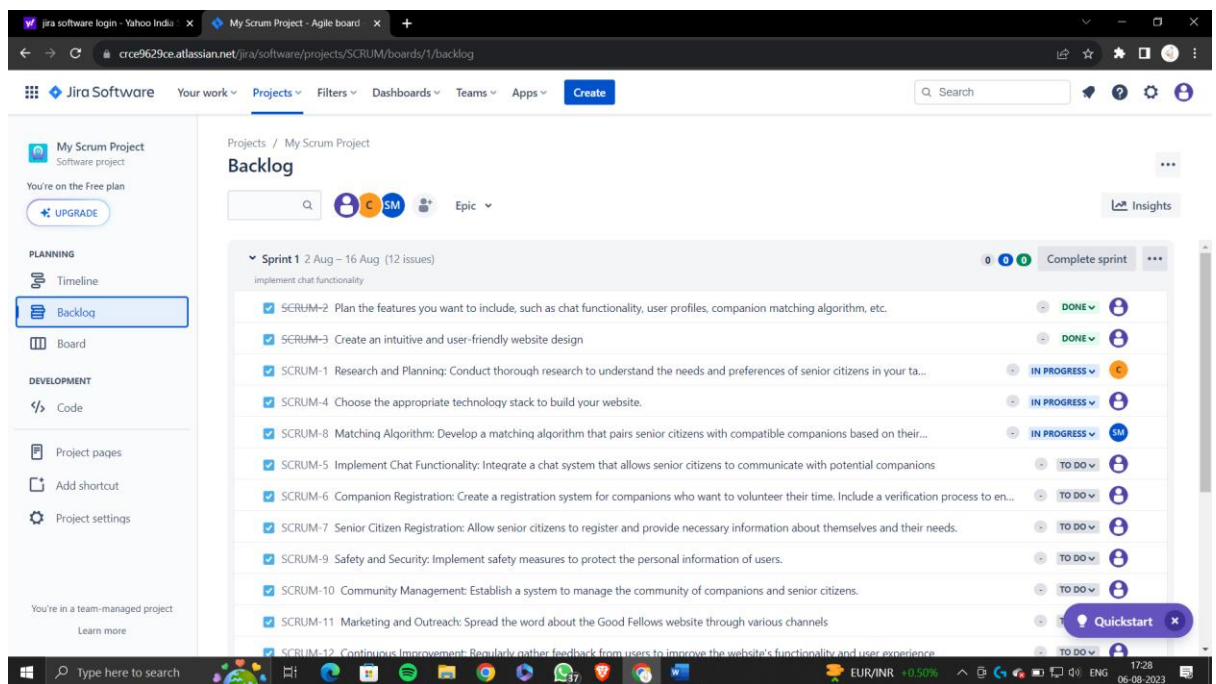 jira software login - Yahoo India
My Scrum Project - Agile board
crce9629ce.atlassian.net/jira/software/projects/SCRUM/boards/1/backlog
Jira Software Your work Projects Filters Dashboards Teams Apps Create Search
My Scrum Project
Software project
You're on the Free plan
UPGRADE
PLANNING
Timeline
Backlog
Board
DEVELOPMENT
Code
Project pages
Add shortcut
Project settings
You're in a team-managed project
Learn more
Projects / My Scrum Project
Backlog
C SM Epic Insights
Sprint 1 2 Aug – 16 Aug (12 issues) 0 0 0 Complete sprint
implement chat functionality
SCRUM-2 Plan the features you want to include, such as chat functionality, user profiles, companion matching algorithm, etc. - DONE
SCRUM-3 Create an intuitive and user-friendly website design - DONE
SCRUM-1 Research and Planning: Conduct thorough research to understand the needs and preferences of senior citizens in your ta... - IN PROGRESS C
SCRUM-4 Choose the appropriate technology stack to build your website. - IN PROGRESS
SCRUM-8 Matching Algorithm: Develop a matching algorithm that pairs senior citizens with compatible companions based on their... - IN PROGRESS SM
SCRUM-5 Implement Chat Functionality: Integrate a chat system that allows senior citizens to communicate with potential companions - TO DO
SCRUM-6 Companion Registration: Create a registration system for companions who want to volunteer their time. Include a verification process to en... - TO DO
SCRUM-7 Senior Citizen Registration: Allow senior citizens to register and provide necessary information about themselves and their needs. - TO DO
SCRUM-9 Safety and Security: Implement safety measures to protect the personal information of users. - TO DO
SCRUM-10 Community Management: Establish a system to manage the community of companions and senior citizens. - TO DO
SCRUM-11 Marketing and Outreach: Spread the word about the Good Fellows website through various channels -
Quickstart
SCRUM-12 Continuous Improvement: Regularly gather feedback from users to improve the website's functionality and user experience - TO DO
Type here to search
37
EUR/INR +0.50%
ENG
17:28
06-08-2023